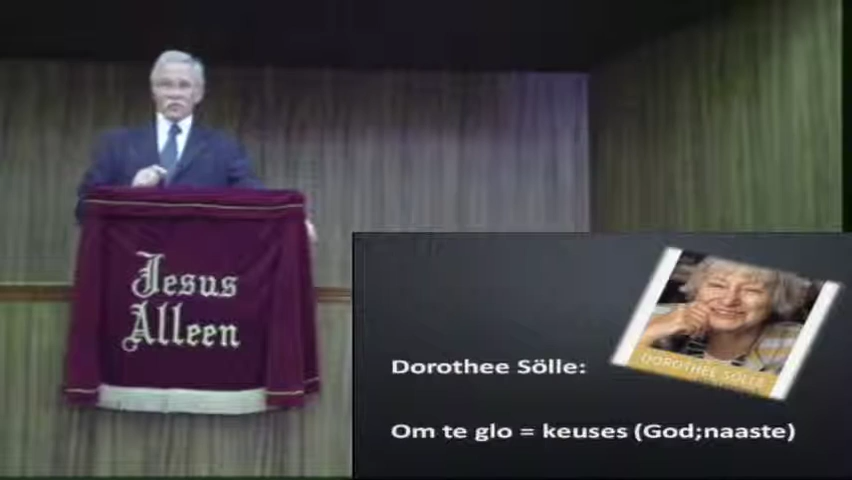 Jesus
Alleen
DOROTHEE SÖLLE
Dorothee Sölle:
Om te glo = keuses (God;naaste)